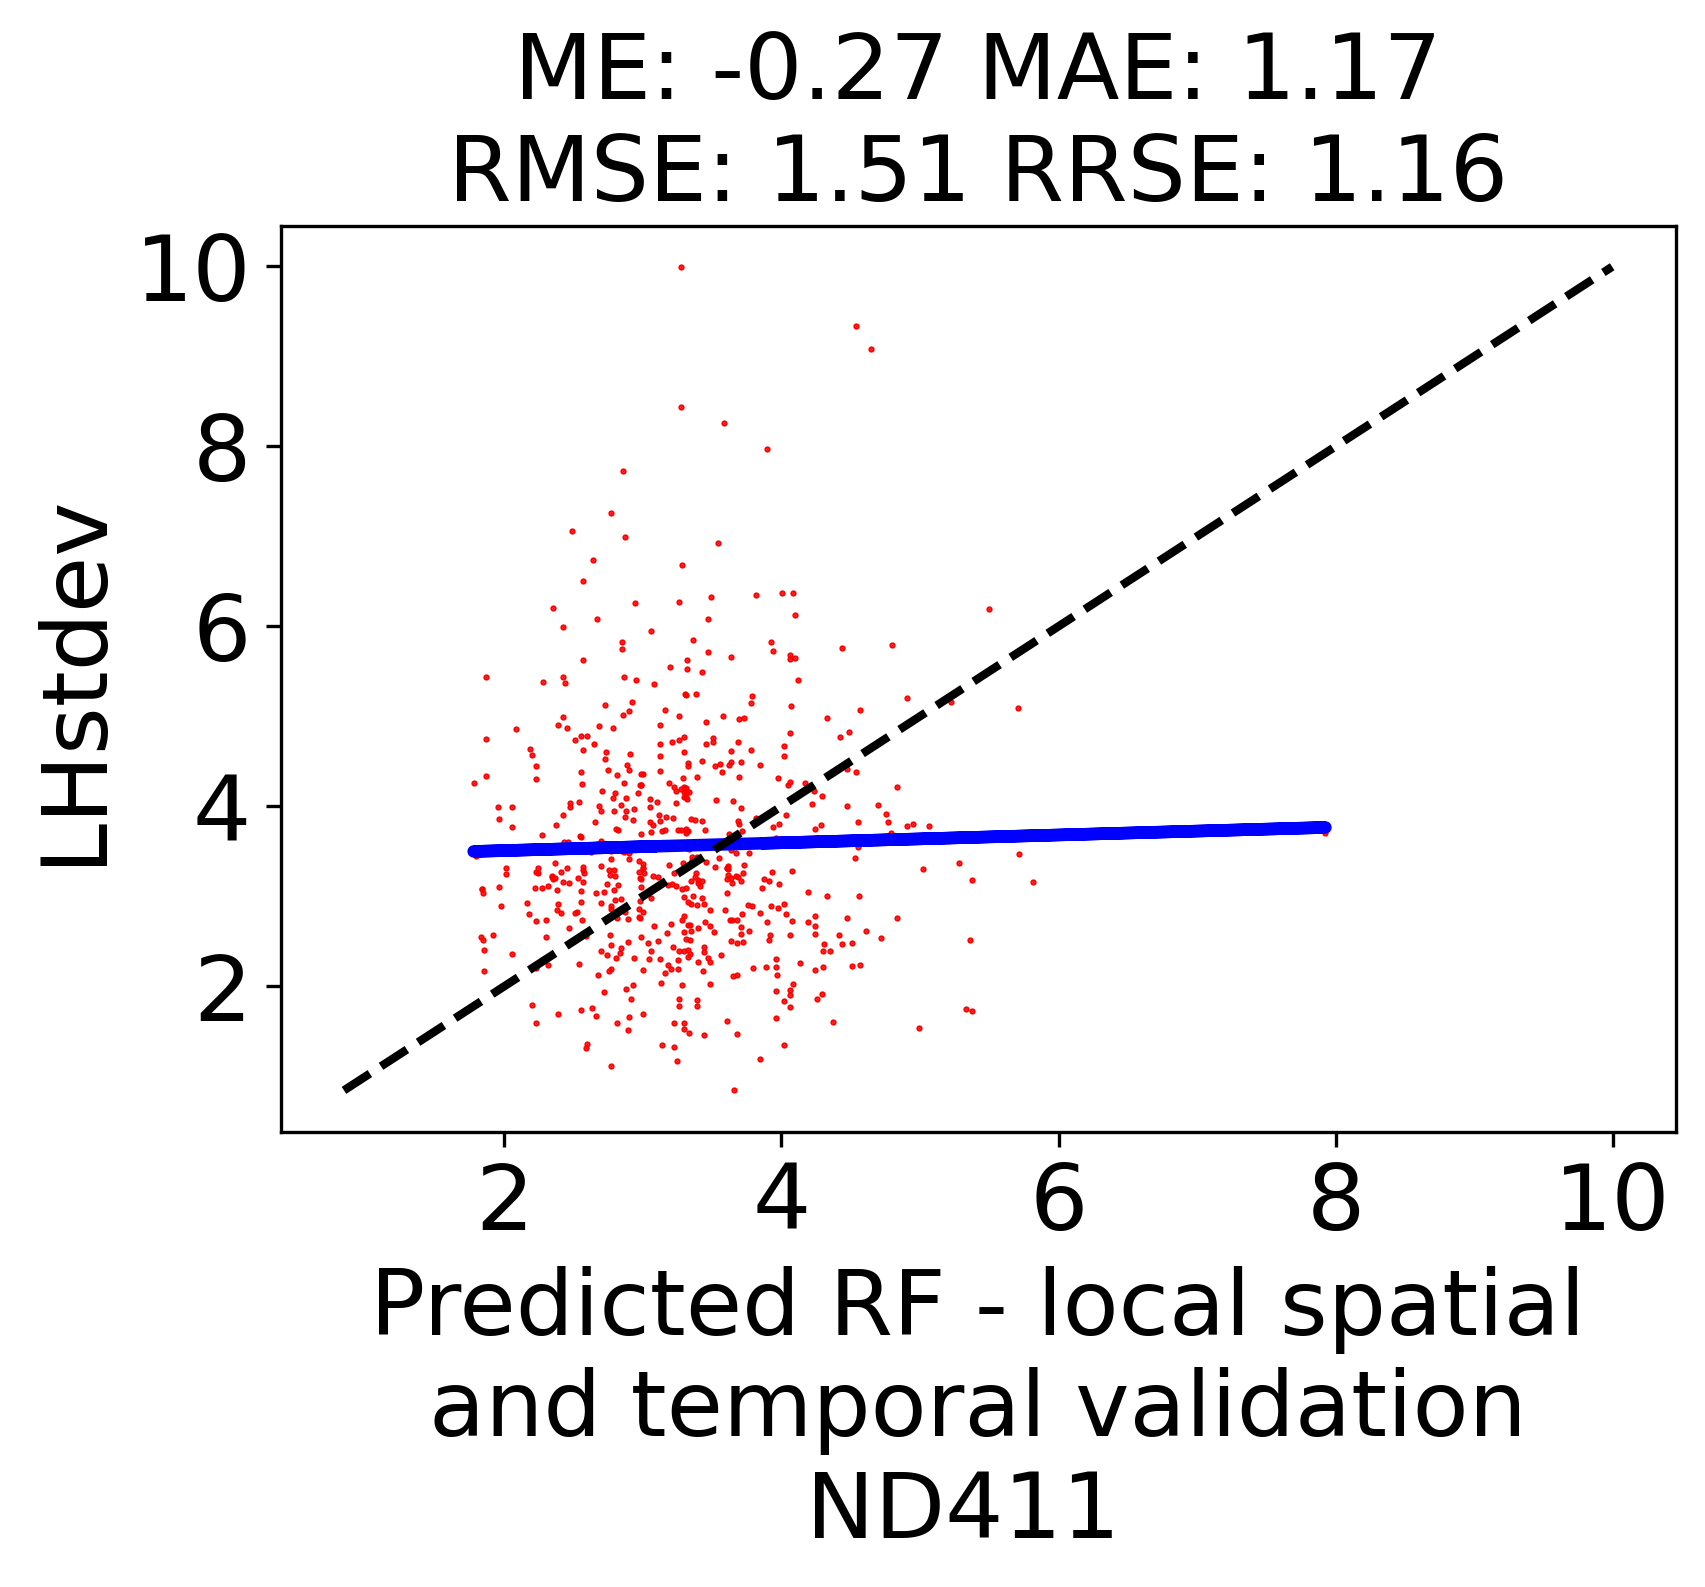 ME: -0.27 MAE: 1.17
RMSE: 1.51 RRSE: 1.16
10
8
6
4
2
LHstdev
2 4 6 8 10
Predicted RF - local spatial
and temporal validation
ND411